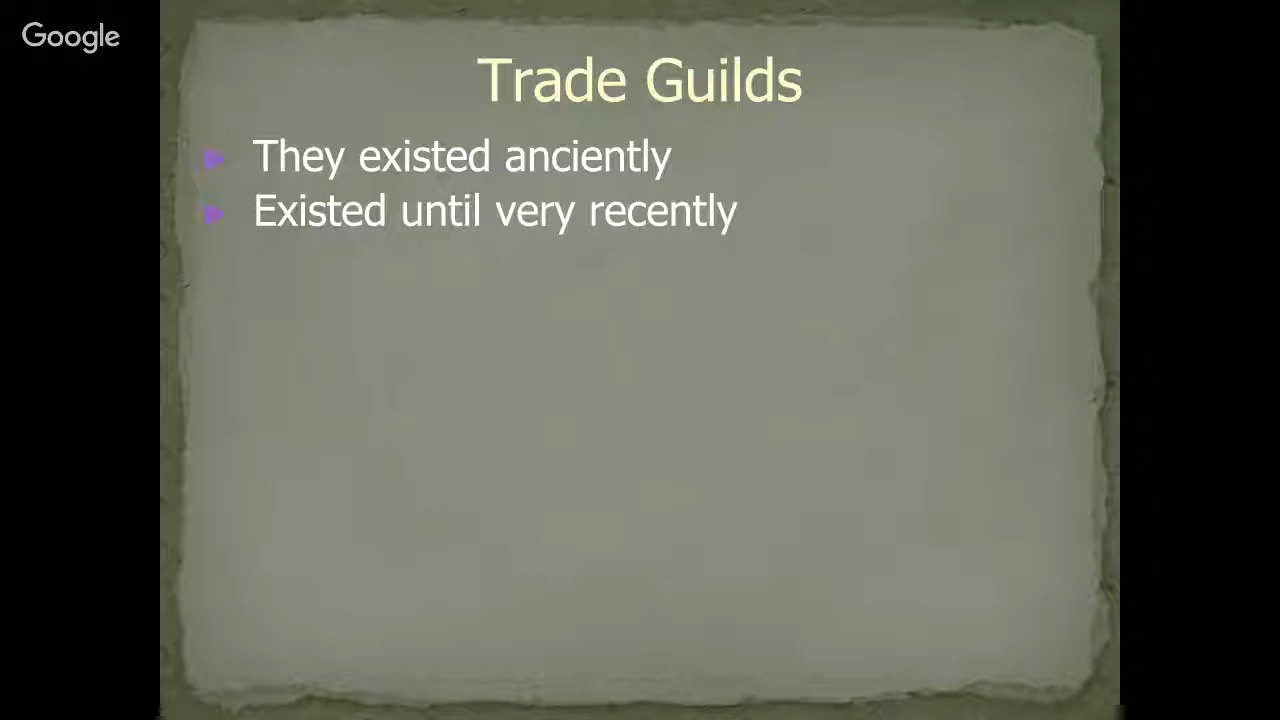 Google
Trade Guilds
They existed anciently
Existed until very recently